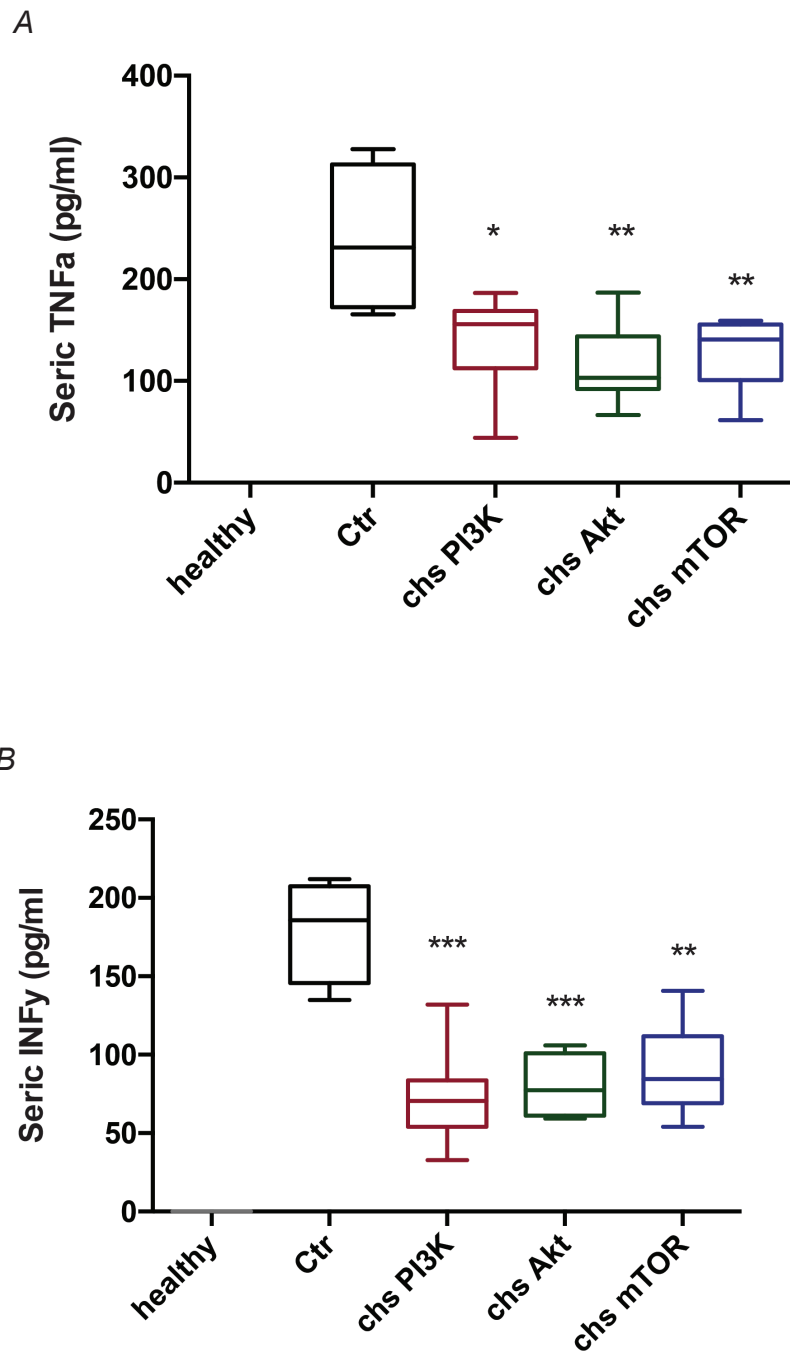 A
Seric TNFa (pg/ml)
400
300
200
100
0
*
**
**
healthy
Ctr
chs PI3K
chs Akt
chs mTOR
B
Seric INFy (pg/ml
250
200
150
100
50
0
***
***
**
healthy
Ctr
chs PI3K
chs Akt
chs mTOR